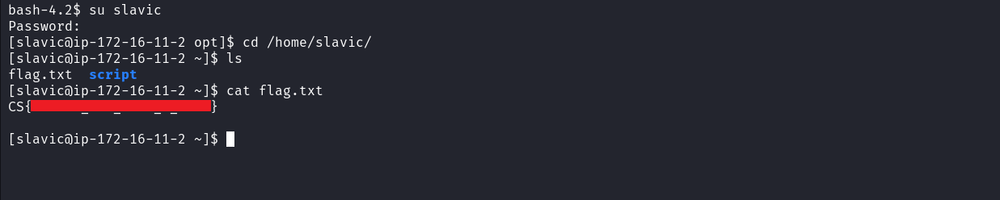 bash-4.2$ su slavic
Password:
[slavic@ip-172-16-11-2 opt]$ cd /home/slavic/
[slavic@ip-172-16-11-2 ~]$ ls
flag.txt  script
[slavic@ip-172-16-11-2 ~]$ cat flag.txt
CS{}
[slavic@ip-172-16-11-2 ~]$